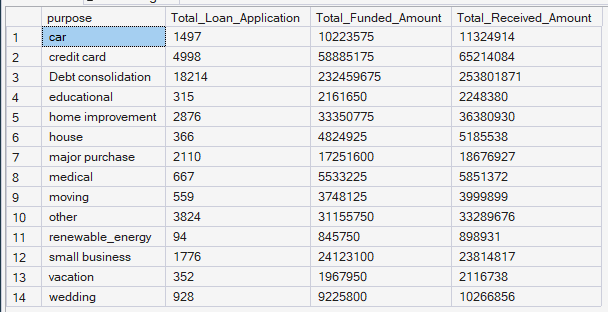 purpose Total_Loan_Application Total_Funded_Amount Total_Received_Amount
1 car 1497 10223575 11324914
2 credit card 4998 58885175 65214084
3 Debt consolidation 18214 232459675 253801871
4 educational 315 2161650 2248380
5 home improvement 2876 33350775 36380930
6 house 366 4824925 5185538
7 major purchase 2110 17251600 18676927
8 medical 667 5533225 5851372
9 moving 559 3748125 3999899
10 other 3824 31155750 33289676
11 renewable_energy 94 845750 898931
12 small business 1776 24123100 23814817
13 vacation 352 1967950 2116738
14 wedding 928 9225800 10266856